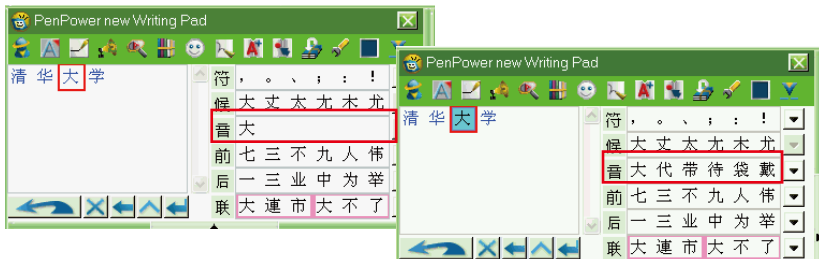 PenPower new Writing Pad
清 华 大 学
符 , 。 、 ; : !
候 大 丈 太 尢 木 尤
音 大
前 七 三 不 九 人 伟
后 一 三 业 中 为 举
联 大 連 市 大 不 了
PenPower new Writing Pad
清 华 大 学
符 , 。 、 ; : !
候 大 丈 太 尢 木 尤
音 大 代 带 待 袋 戴
前 七 三 不 九 人 伟
后 一 三 业 中 为 举
联 大 連 市 大 不 了